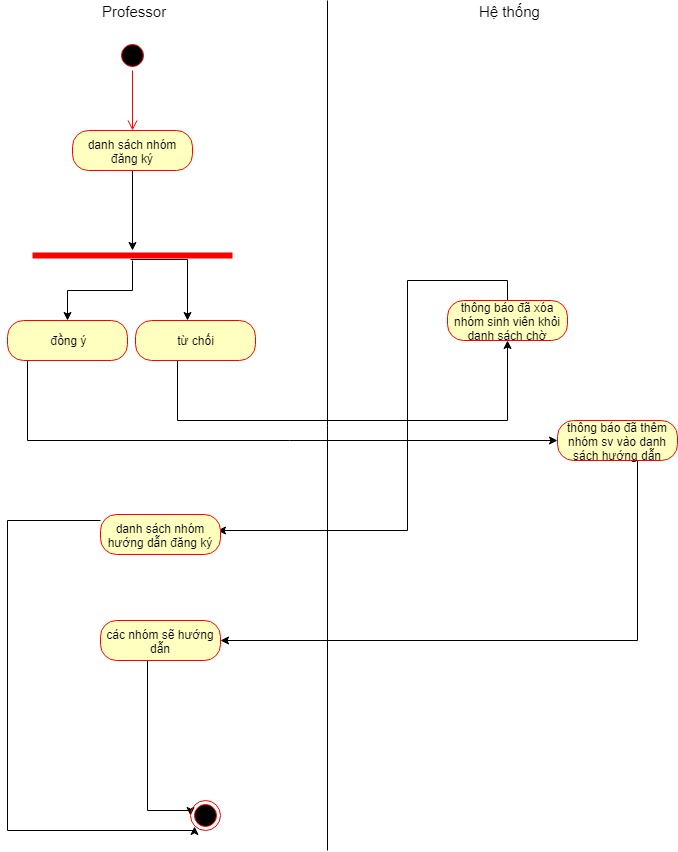 Professor
Hệ thống
danh sách nhóm
đăng ký
đồng ý
từ chối
thông báo đã xóa
nhóm sinh viên khỏi
danh sách chờ
thông báo đã thêm
nhóm sv vào danh
sách hướng dẫn
danh sách nhóm
hướng dẫn đăng ký
các nhóm sẽ hướng
dẫn